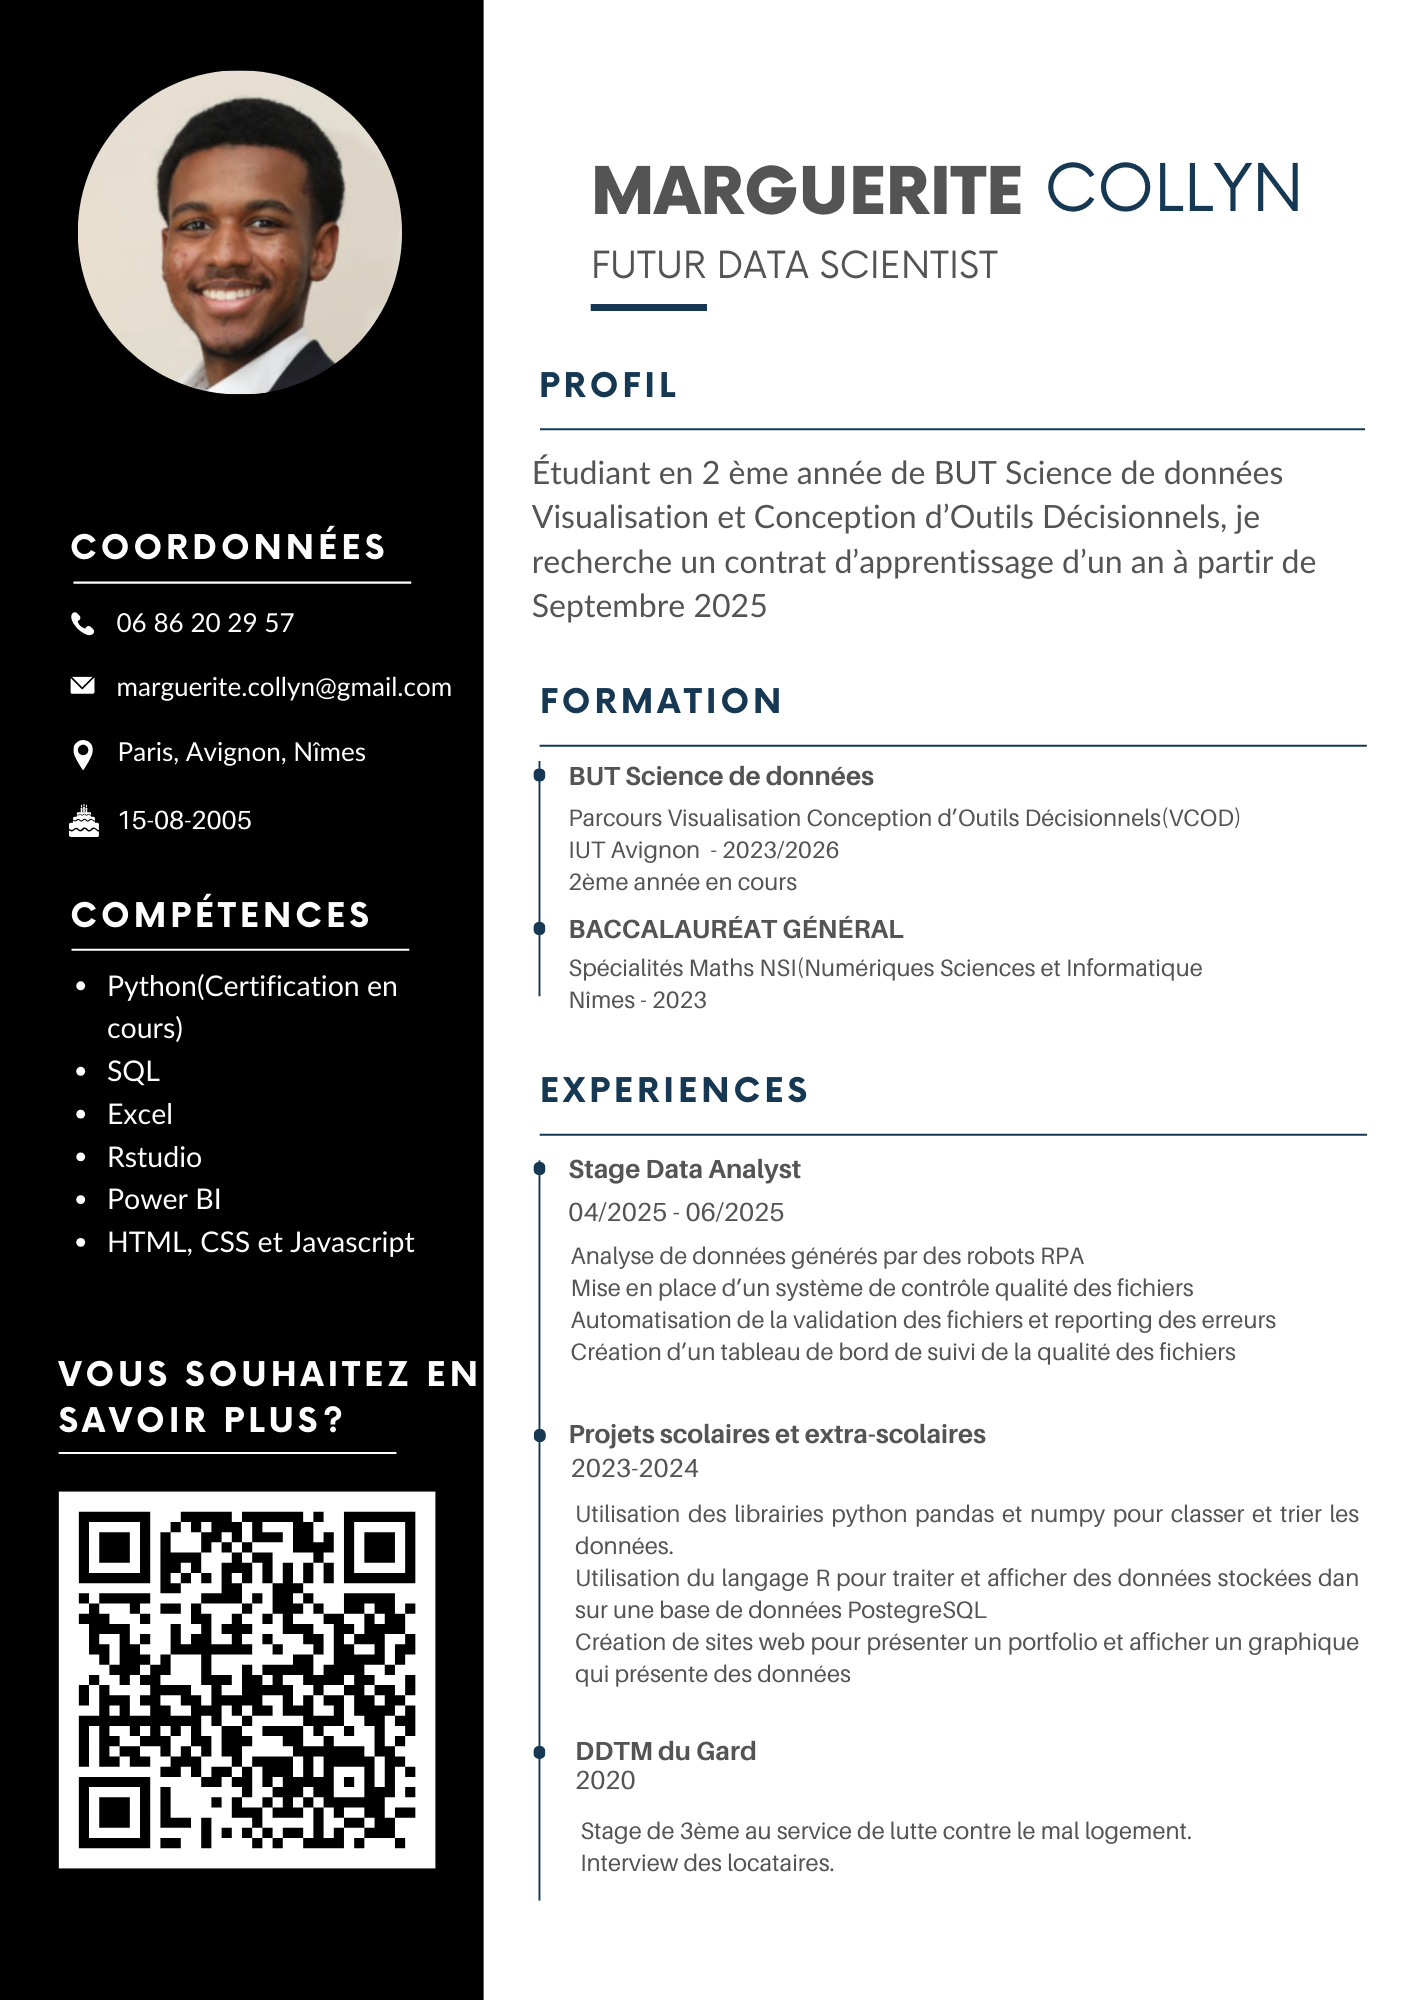 MARGUERITE COLLYN
FUTUR DATA SCIENTIST
COORDONNÉES
06 86 20 29 57
marguerite.collyn@gmail.com
Paris, Avignon, Nîmes
15-08-2005
COMPÉTENCES
• Python(Certification en
cours)
• SQL
• Excel
• Rstudio
• Power BI
• HTML, CSS et Javascript
VOUS SOUHAITEZ EN
SAVOIR PLUS?
PROFIL
Étudiant en 2 ème année de BUT Science de données
Visualisation et Conception d’Outils Décisionnels, je
recherche un contrat d’apprentissage d’un an à partir de
Septembre 2025
FORMATION
BUT Science de données
Parcours Visualisation Conception d’Outils Décisionnels(VCOD)
IUT Avignon - 2023/2026
2ème année en cours
BACCALAURÉAT GÉNÉRAL
Spécialités Maths NSI(Numériques Sciences et Informatique
Nîmes - 2023
EXPERIENCES
Stage Data Analyst
04/2025 - 06/2025
Analyse de données générés par des robots RPA
Mise en place d’un système de contrôle qualité des fichiers
Automatisation de la validation des fichiers et reporting des erreurs
Création d’un tableau de bord de suivi de la qualité des fichiers
Projets scolaires et extra-scolaires
2023-2024
Utilisation des librairies python pandas et numpy pour classer et trier les
données.
Utilisation du langage R pour traiter et afficher des données stockées dan
sur une base de données PostegreSQL
Création de sites web pour présenter un portfolio et afficher un graphique
qui présente des données
DDTM du Gard
2020
Stage de 3ème au service de lutte contre le mal logement.
Interview des locataires.